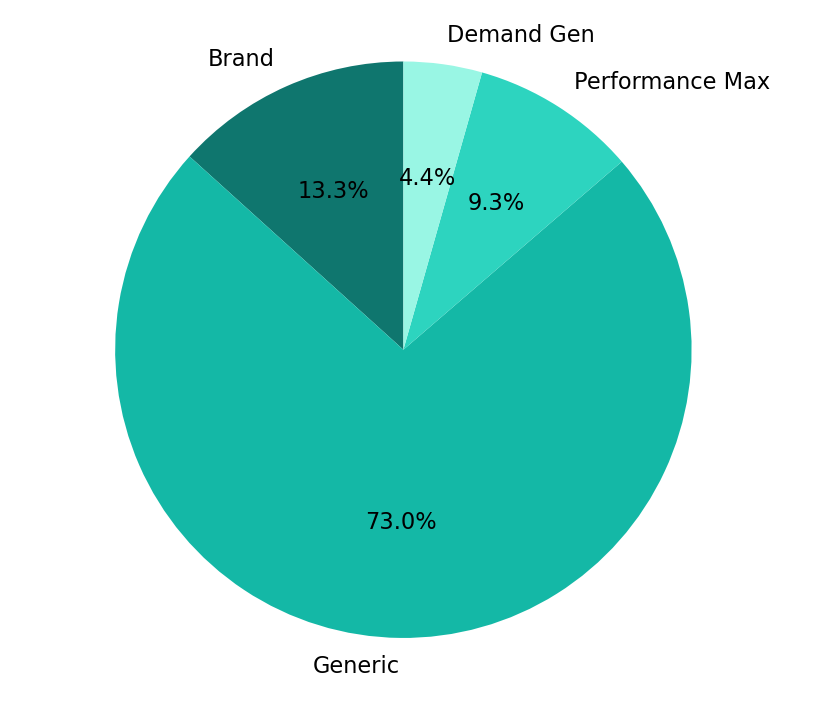 Demand Gen
Brand
Performance Max
4.4%
13.3%
9.3%
73.0%
Generic